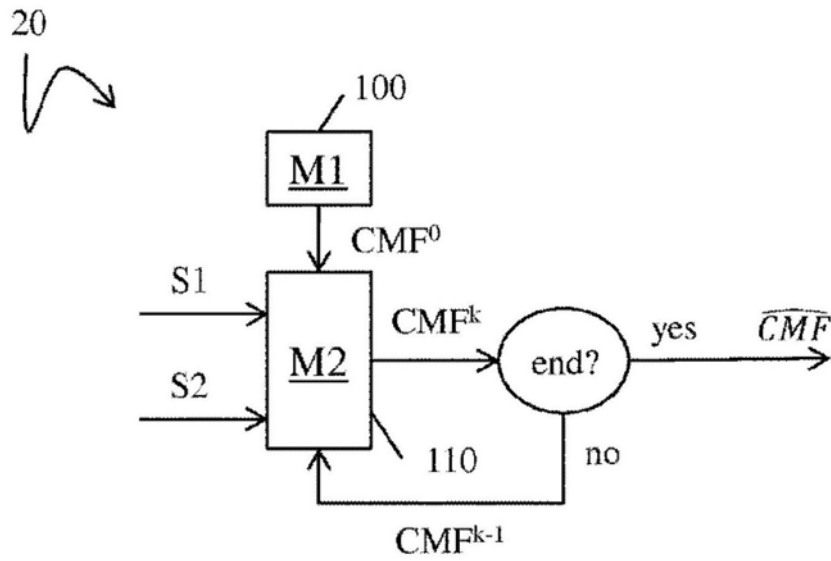 20
100
M1
CMF⁰
S1
CMFᵏ
yes
\widehat{CMF}
M2
end?
S2
110
no
CMFᵏ⁻¹